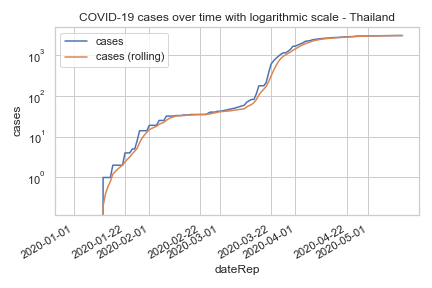 COVID-19 cases over time with logarithmic scale - Thailand
cases
cases (rolling)
10³
10²
10¹
10⁰
cases
2020-01-01
2020-01-22
2020-02-01
2020-02-22
2020-03-01
2020-03-22
2020-04-01
2020-04-22
2020-05-01
dateRep